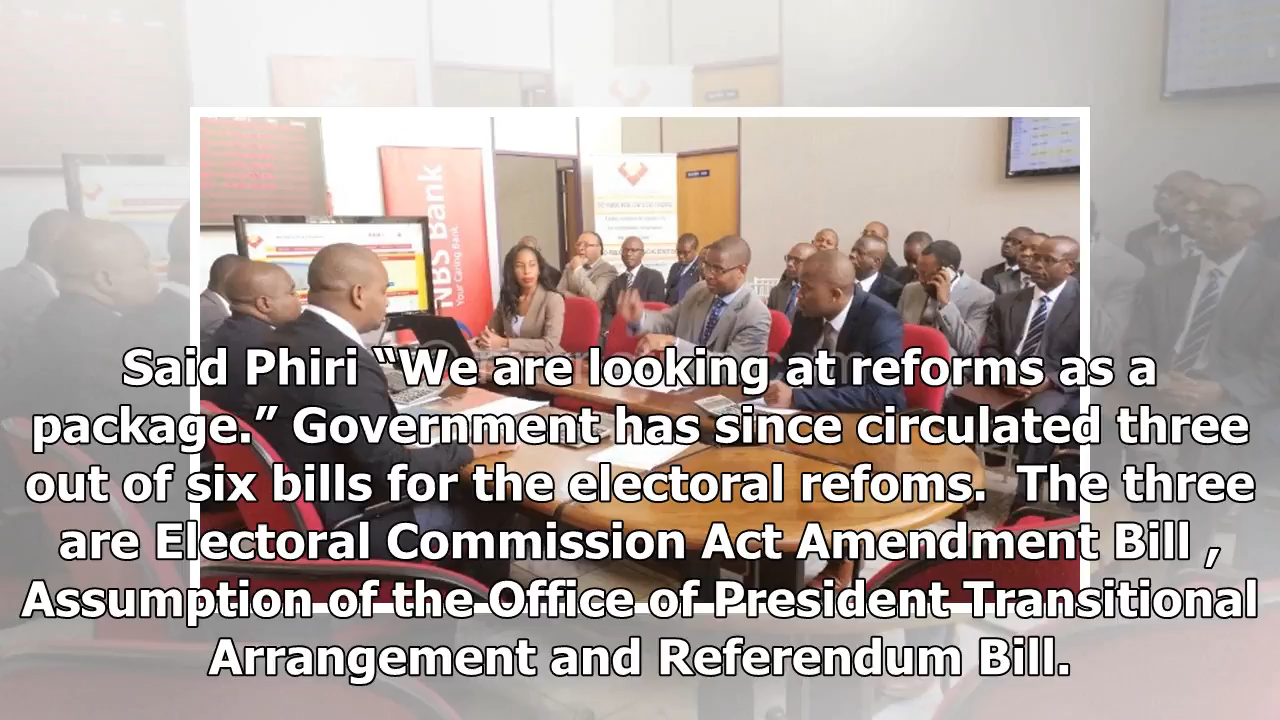 NBS Bank
Your Caring Bank
Said Phiri “We are looking at reforms as a
package.” Government has since circulated three
out of six bills for the electoral refoms.  The three
are Electoral Commission Act Amendment Bill ,
Assumption of the Office of President Transitional
Arrangement and Referendum Bill.